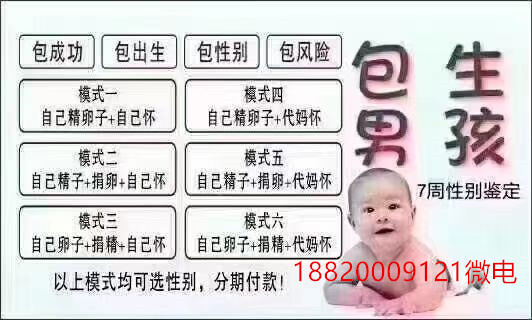 包成功 包出生 包性别 包风险
包生男孩
模式一
自己精卵子+自己怀
模式四
自己精卵子+代妈怀
模式二
自己精子+捐卵+自己怀
模式五
自己精子+捐卵+代妈怀
7周性别鉴定
模式三
自己卵子+捐精+自己怀
模式六
自己卵子+捐精+代妈怀
以上模式均可选性别，分期付款！
18820009121微电